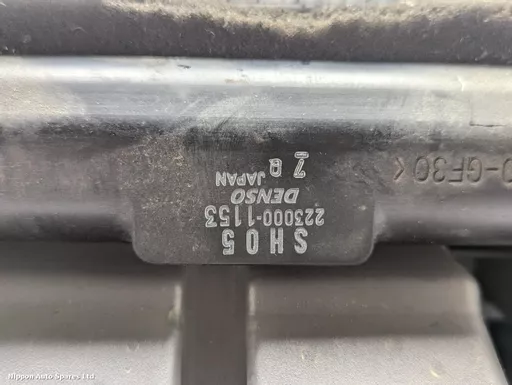 SH05
223000-1153
DENSO
JAPAN
Z Q
-GF30<
Nippon Auto Spares Ltd.